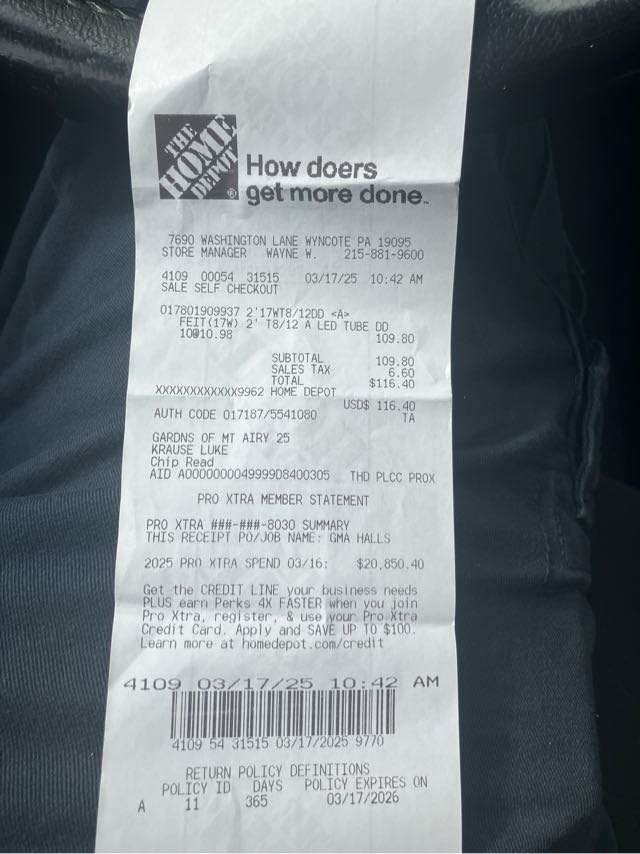 THE
HOME
DEPOT
How doers
get more done.
7690 WASHINGTON LANE WYNCOTE PA 19095
STORE MANAGER WAYNE W. 215-881-9600
4109 00054 31515 03/17/25 10:42 AM
SALE SELF CHECKOUT
017801909937 2'17WT8/12DD <A>
FEIT(17W) 2' T8/12 A LED TUBE DD
10@10.98 109.80
SUBTOTAL 109.80
SALES TAX 6.60
TOTAL $116.40
XXXXXXXXXXXX9962 HOME DEPOT
USD$ 116.40
AUTH CODE 017187/5541080 TA
GARDNS OF MT AIRY 25
KRAUSE LUKE
Chip Read
AID A0000000049999D8400305 THD PLCC PROX
PRO XTRA MEMBER STATEMENT
PRO XTRA ###-###-8030 SUMMARY
THIS RECEIPT PO/JOB NAME: GMA HALLS
2025 PRO XTRA SPEND 03/16: $20,850.40
Get the CREDIT LINE your business needs
PLUS earn Perks 4X FASTER when you join
Pro Xtra, register, & use your Pro Xtra
Credit Card. Apply and SAVE UP TO $100.
Learn more at homedepot.com/credit
4109 03/17/25 10:42 AM
4109 54 31515 03/17/2025 9770
RETURN POLICY DEFINITIONS
POLICY ID DAYS POLICY EXPIRES ON
A 11 365 03/17/2026